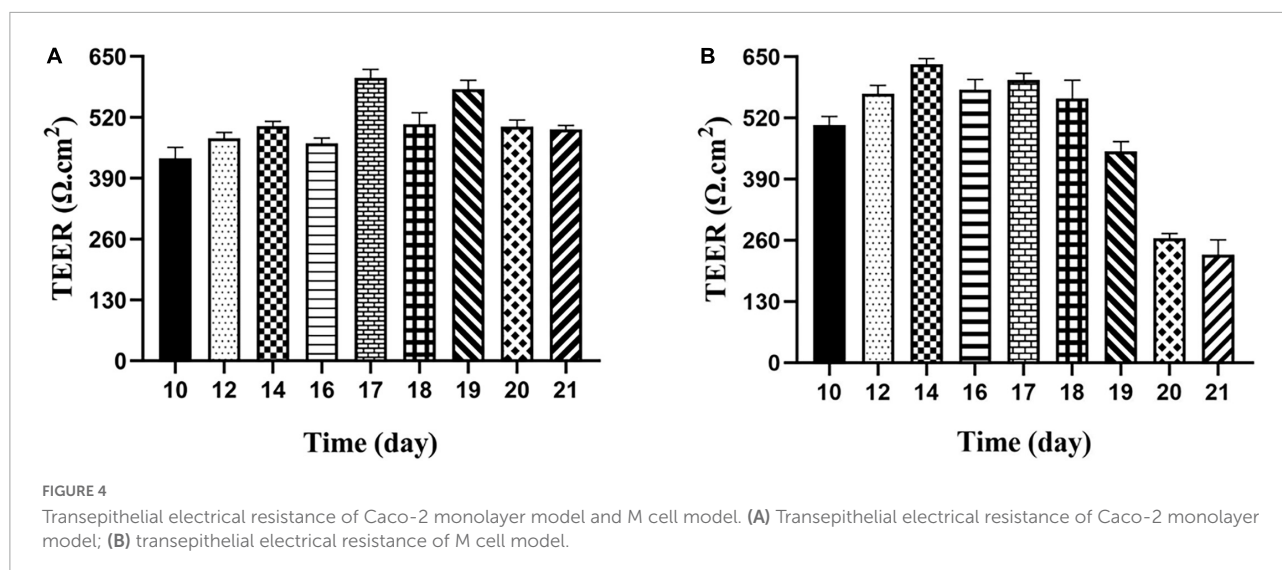 A
650
520
390
260
130
0
TEER (Ω.cm²)
10 12 14 16 17 18 19 20 21
Time (day)
B
650
520
390
260
130
0
TEER (Ω.cm²)
10 12 14 16 17 18 19 20 21
Time (day)
FIGURE 4
Transepithelial electrical resistance of Caco-2 monolayer model and M cell model. (A) Transepithelial electrical resistance of Caco-2 monolayer
model; (B) transepithelial electrical resistance of M cell model.